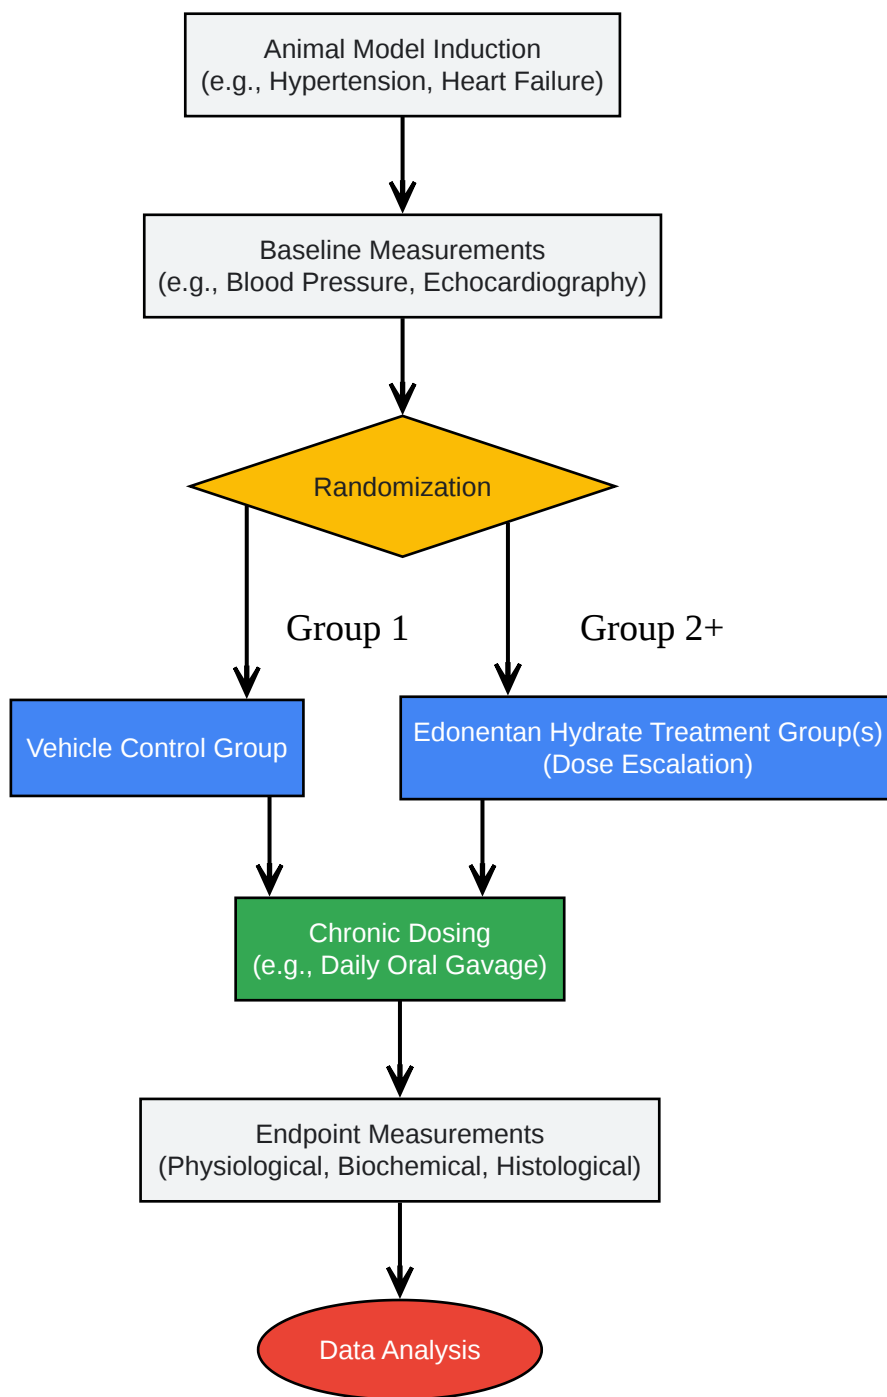 Animal Model Induction
(e.g., Hypertension, Heart Failure)
Baseline Measurements
(e.g., Blood Pressure, Echocardiography)
Randomization
Group 1
Group 2+
Vehicle Control Group
Edonentan Hydrate Treatment Group(s)
(Dose Escalation)
Chronic Dosing
(e.g., Daily Oral Gavage)
Endpoint Measurements
(Physiological, Biochemical, Histological)
Data Analysis